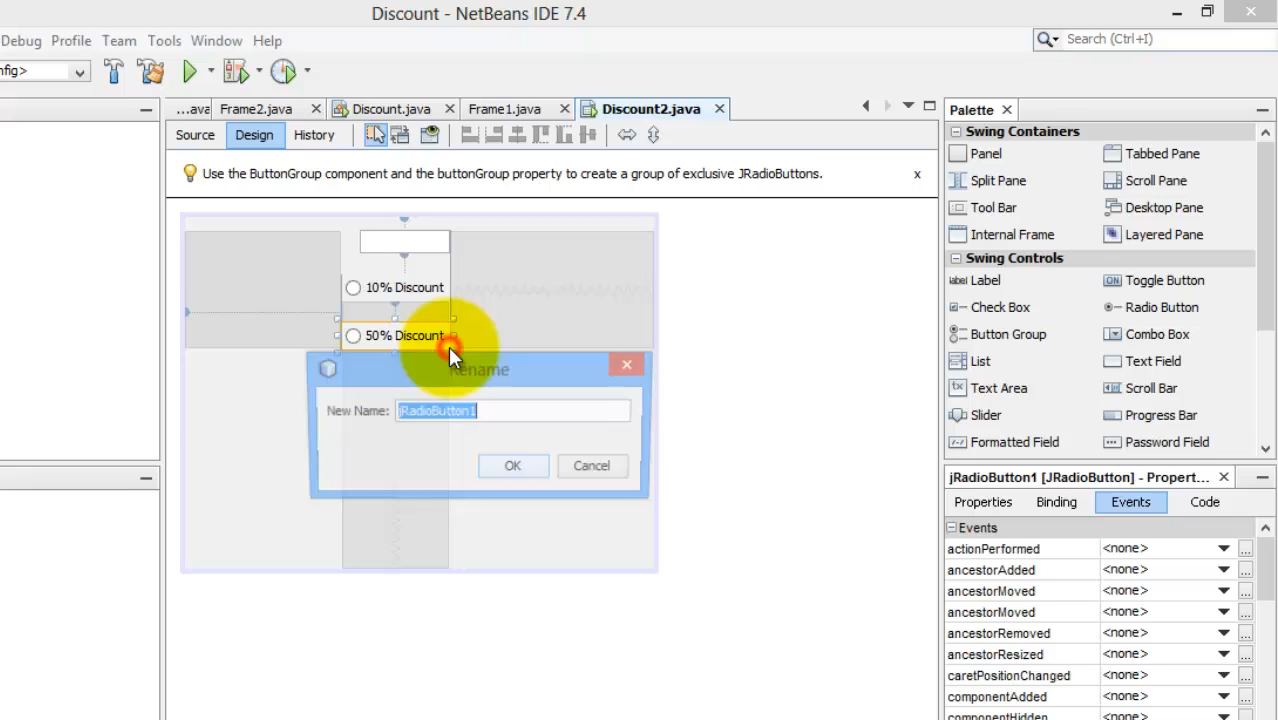 Discount - NetBeans IDE 7.4
Debug Profile Team Tools Window Help
Search (Ctrl+I)
nfig>
...ava Frame2.java Discount.java Frame1.java Discount2.java
Source Design History
Use the ButtonGroup component and the buttonGroup property to create a group of exclusive JRadioButtons. x
10% Discount
50% Discount
Rename
New Name: jRadioButton1
OK Cancel
Palette
Swing Containers
Panel Tabbed Pane
Split Pane Scroll Pane
Tool Bar Desktop Pane
Internal Frame Layered Pane
Swing Controls
label Label ON Toggle Button
Check Box Radio Button
Button Group Combo Box
List Text Field
Text Area Scroll Bar
Slider Progress Bar
Formatted Field Password Field
jRadioButton1 [JRadioButton] - Propert...
Properties Binding Events Code
Events
actionPerformed <none> ...
ancestorAdded <none> ...
ancestorMoved <none> ...
ancestorMoved <none> ...
ancestorRemoved <none> ...
ancestorResized <none> ...
caretPositionChanged <none> ...
componentAdded <none> ...
componentHidden <none> ...